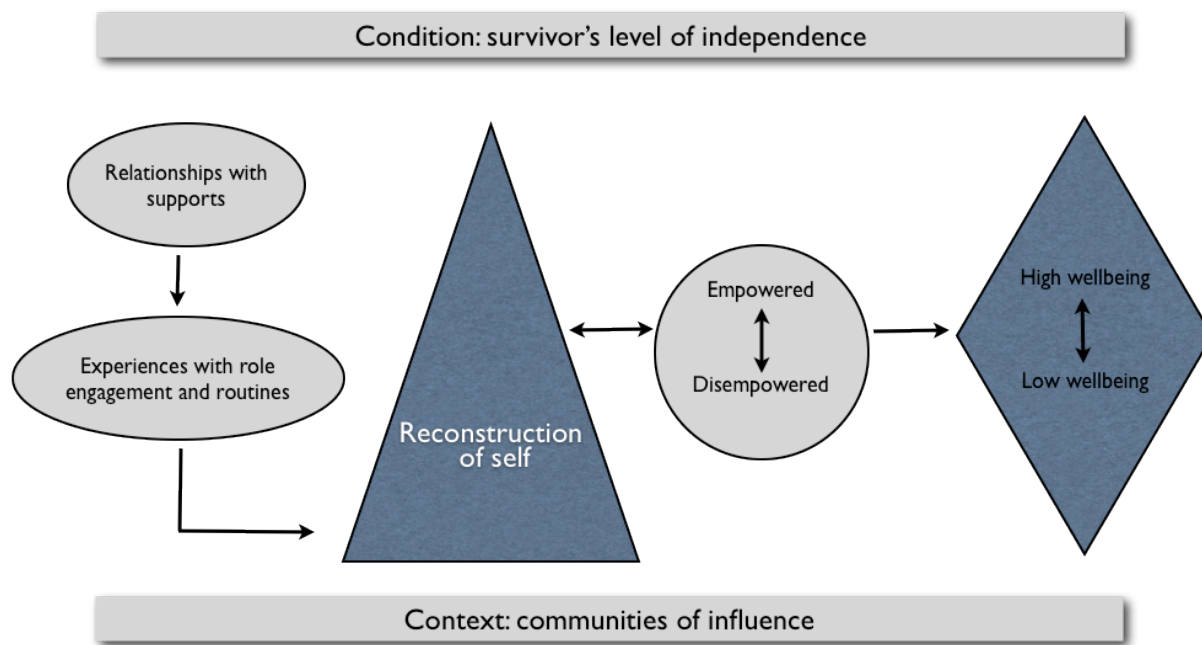 Condition: survivor's level of independence
Relationships with
supports
Experiences with role
engagement and routines
Reconstruction
of self
Empowered
Disempowered
High wellbeing
Low wellbeing
Context: communities of influence